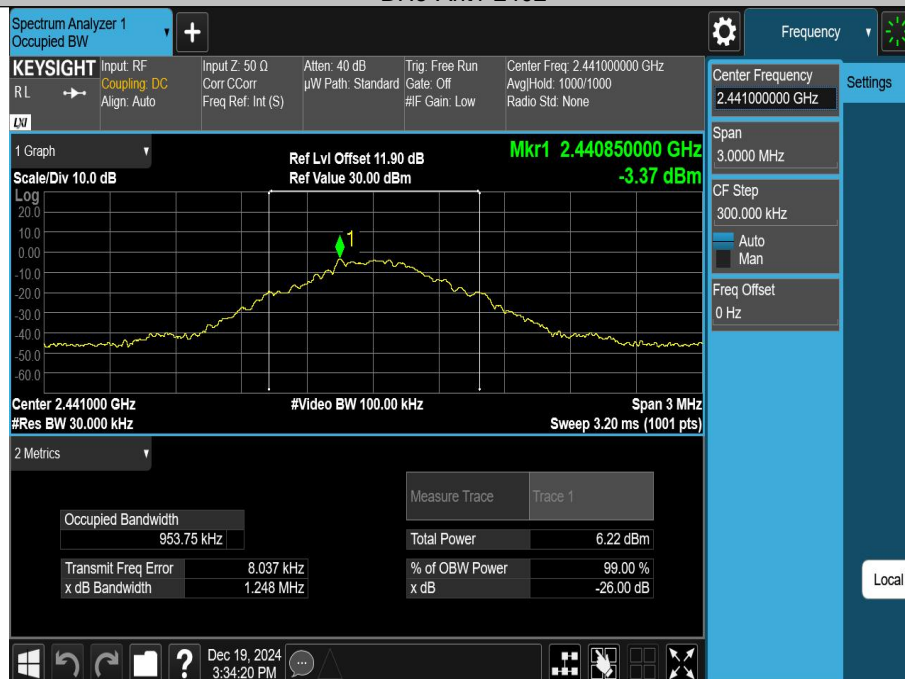 Spectrum Analyzer 1
Occupied BW
Frequency
KEYSIGHT
RL
LXI
Input: RF
Coupling: DC
Align: Auto
Input Z: 50 Ω
Corr CCorr
Freq Ref: Int (S)
Atten: 40 dB
µW Path: Standard
Trig: Free Run
Gate: Off
#IF Gain: Low
Center Freq: 2.441000000 GHz
Avg|Hold: 1000/1000
Radio Std: None
Center Frequency
2.441000000 GHz
Settings
Span
3.0000 MHz
CF Step
300.000 kHz
Auto
Man
Freq Offset
0 Hz
Local
1 Graph
Scale/Div 10.0 dB
Ref Lvl Offset 11.90 dB
Ref Value 30.00 dBm
Mkr1 2.440850000 GHz
-3.37 dBm
Log
20.0
10.0
0.00
-10.0
-20.0
-30.0
-40.0
-50.0
-60.0
1
Center 2.441000 GHz
#Video BW 100.00 kHz
Span 3 MHz
#Res BW 30.000 kHz
Sweep 3.20 ms (1001 pts)
2 Metrics
Measure Trace
Trace 1
Occupied Bandwidth
953.75 kHz
Total Power
6.22 dBm
Transmit Freq Error
8.037 kHz
% of OBW Power
99.00 %
x dB Bandwidth
1.248 MHz
x dB
-26.00 dB
Dec 19, 2024
3:34:20 PM